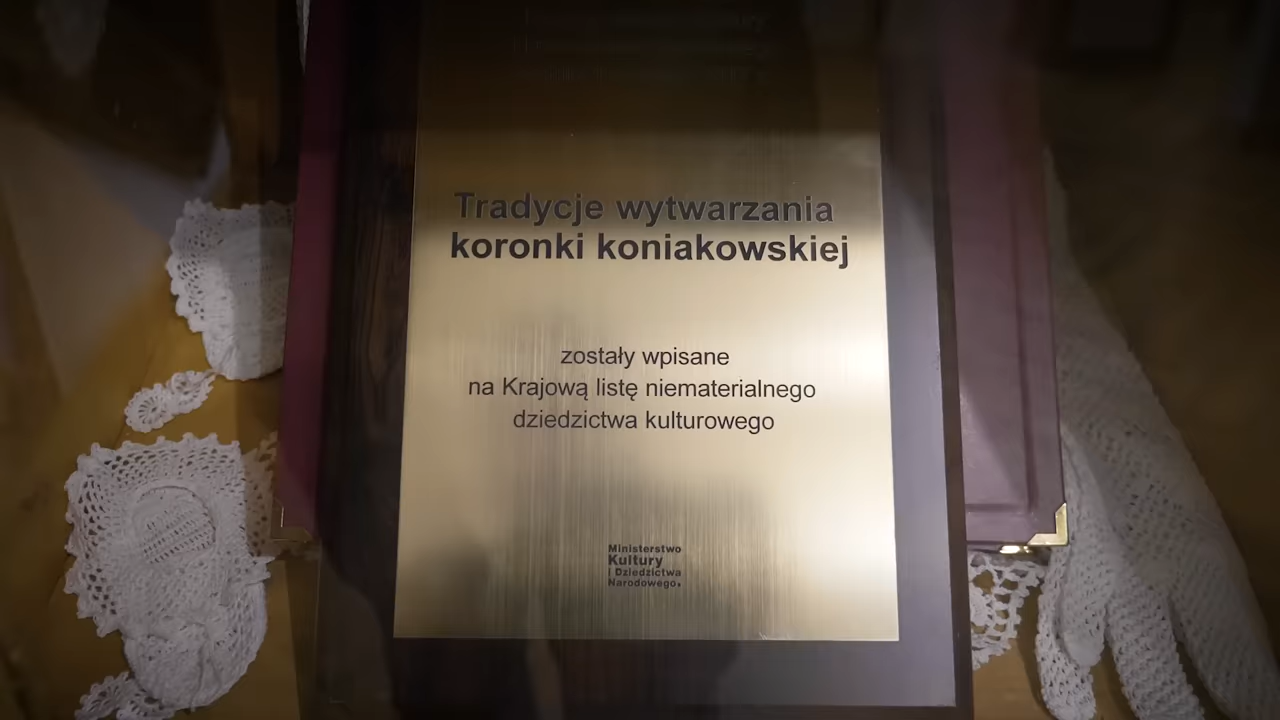 Tradycje wytwarzania
koronki koniakowskiej
zostały wpisane
na Krajową listę niematerialnego
dziedzictwa kulturowego
Ministerstwo
Kultury
i Dziedzictwa
Narodowego.